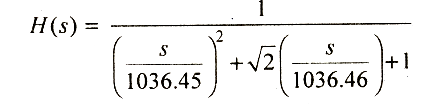 H(s) = 1 / ((s/1036.45)² + √2(s/1036.46) + 1)